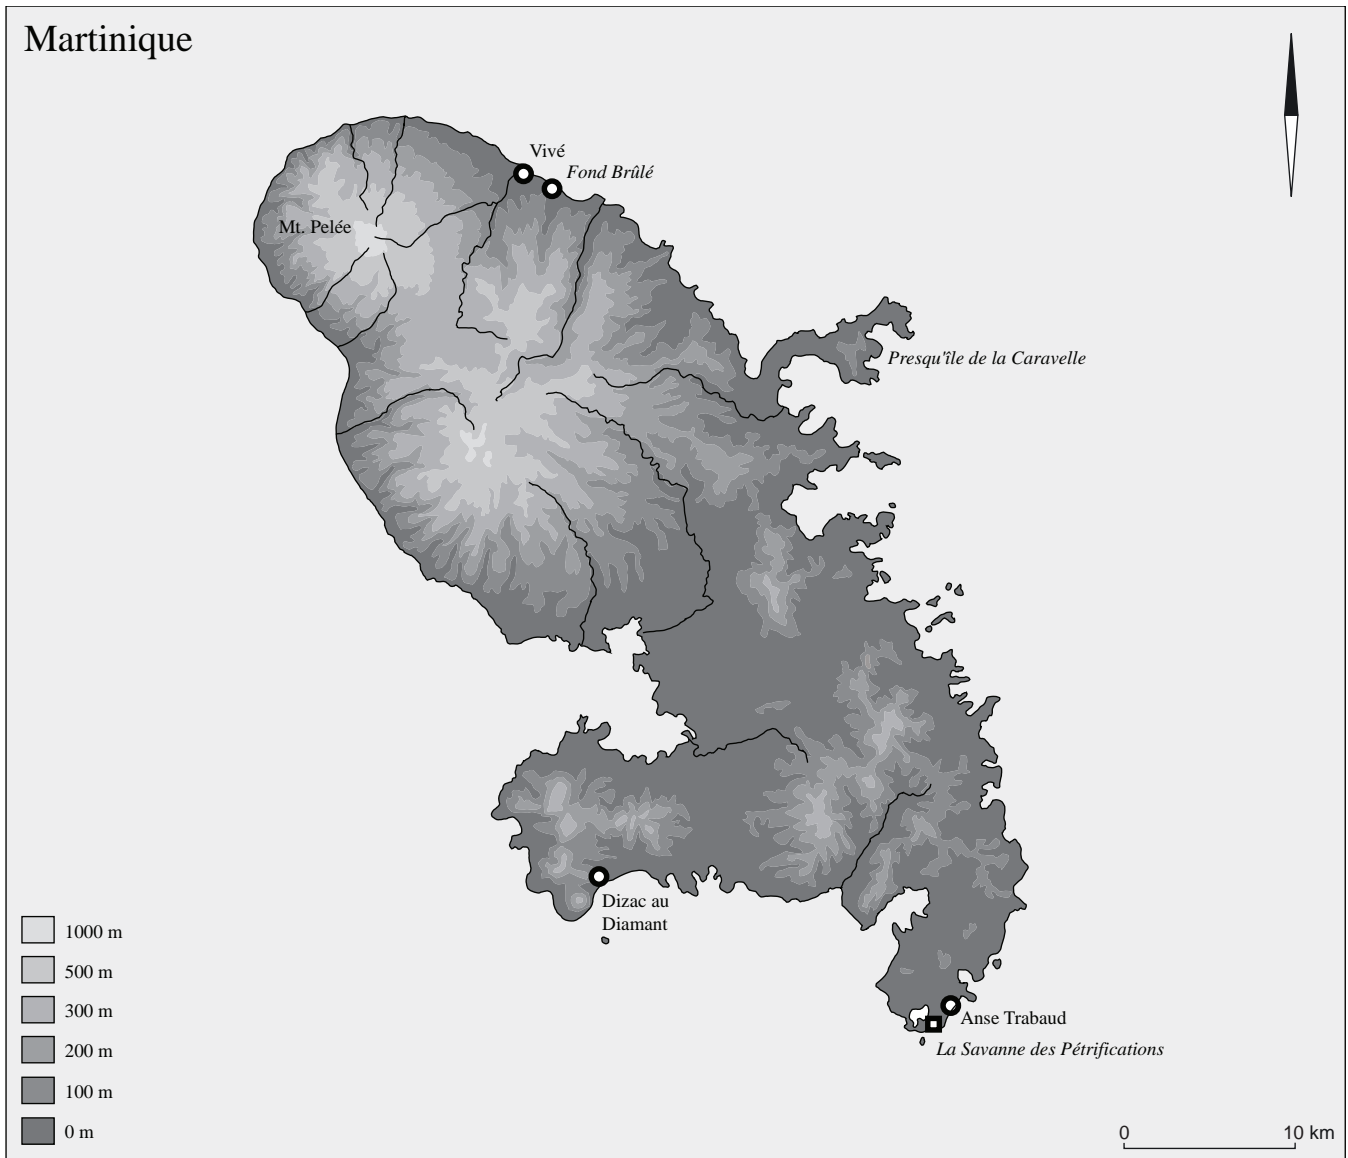 Martinique
Vivé
Fond Brûlé
Mt. Pelée
Presqu'île de la Caravelle
Dizac au
Diamant
Anse Trabaud
La Savanne des Pétrifications
1000 m
500 m
300 m
200 m
100 m
0 m
0 10 km